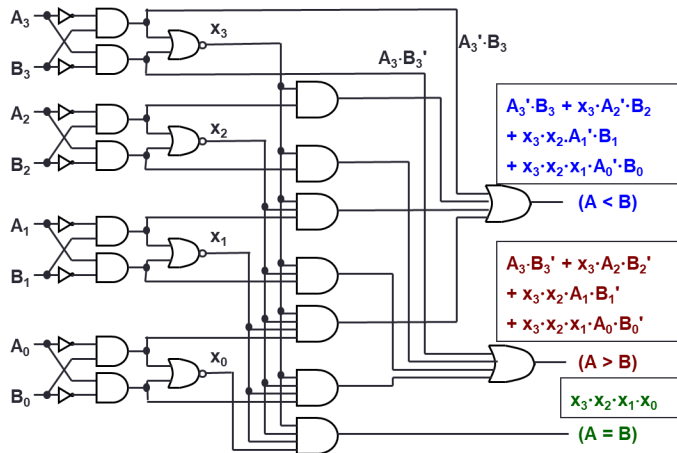 A3
B3
x3
A3'·B3
A3·B3'
A2
B2
x2
A3'·B3 + x3·A2'·B2
+ x3·x2.A1'·B1
+ x3·x2·x1·A0'·B0
(A < B)
A1
B1
x1
A3·B3' + x3·A2·B2'
+ x3·x2·A1·B1'
+ x3·x2·x1·A0·B0'
(A > B)
A0
B0
x0
x3·x2·x1·x0
(A = B)